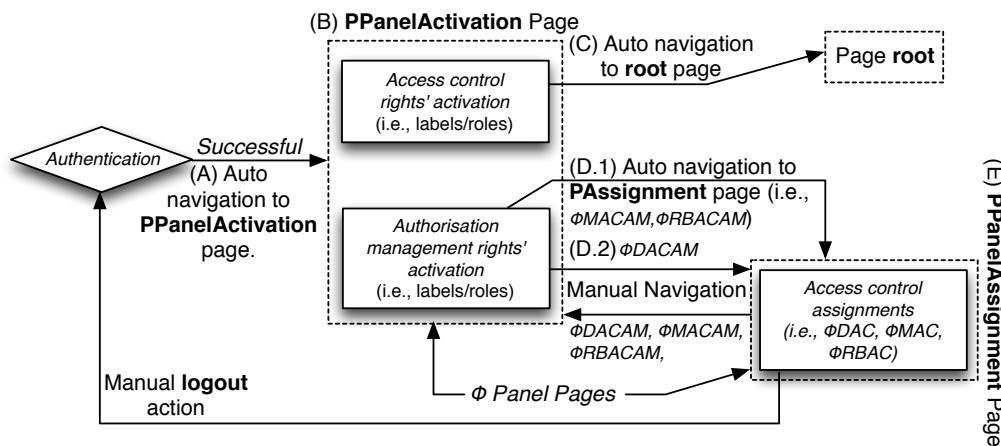 (B) PPanelActivation Page
(C) Auto navigation
to root page
Page root
Access control
rights' activation
(i.e., labels/roles)
Authentication
Successful
(A) Auto
navigation to
PPanelActivation
page.
(D.1) Auto navigation to
PAssignment page (i.e.,
ΦMACAM,ΦRBACAM)
Authorisation
management rights'
activation
(i.e., labels/roles)
(D.2) ΦDACAM
Manual Navigation
ΦDACAM, ΦMACAM,
ΦRBACAM,
Access control
assignments
(i.e., ΦDAC, ΦMAC,
ΦRBAC)
(E) PPanelAssignment Page
Manual logout
action
Φ Panel Pages